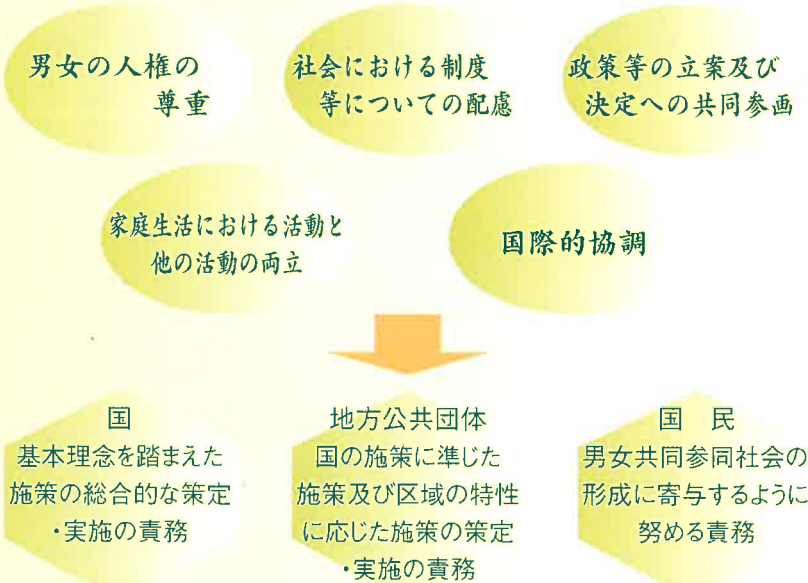 男女の人権の
尊重
社会における制度
等についての配慮
政策等の立案及び
決定への共同参画
家庭生活における活動と
他の活動の両立
国際的協調
国
基本理念を踏まえた
施策の総合的な策定
・実施の責務
地方公共団体
国の施策に準じた
施策及び区域の特性
に応じた施策の策定
・実施の責務
国　民
男女共同参同社会の
形成に寄与するように
努める責務